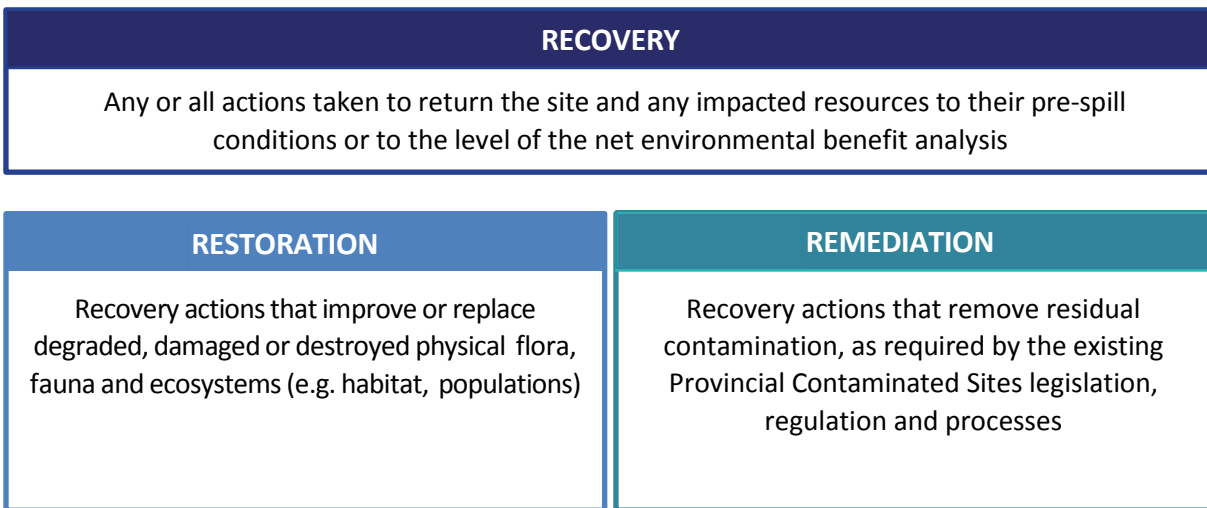 RECOVERY
Any or all actions taken to return the site and any impacted resources to their pre-spill
conditions or to the level of the net environmental benefit analysis
RESTORATION
Recovery actions that improve or replace
degraded, damaged or destroyed physical flora,
fauna and ecosystems (e.g. habitat, populations)
REMEDIATION
Recovery actions that remove residual
contamination, as required by the existing
Provincial Contaminated Sites legislation,
regulation and processes